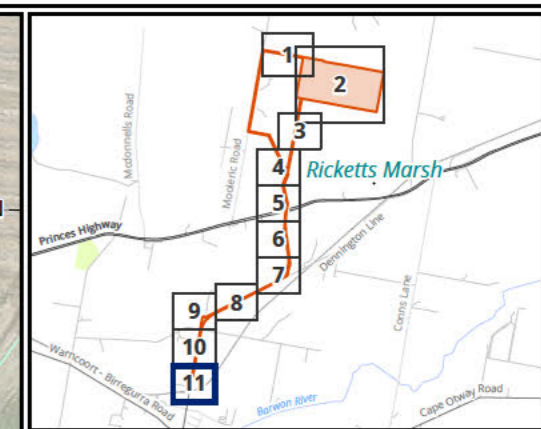 1
2
3
Mcdonnells Road
Mooleric Road
4
Ricketts Marsh
5
Princes Highway
6
Dennington Line
7
Conns Lane
8
9
10
Warncoort - Birregurra Road
11
Barwon River
Cape Otway Road